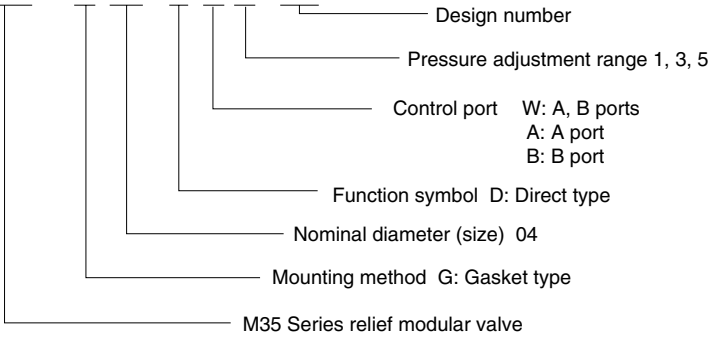 Design number
Pressure adjustment range 1, 3, 5
Control port W: A, B ports
A: A port
B: B port
Function symbol D: Direct type
Nominal diameter (size) 04
Mounting method G: Gasket type
M35 Series relief modular valve